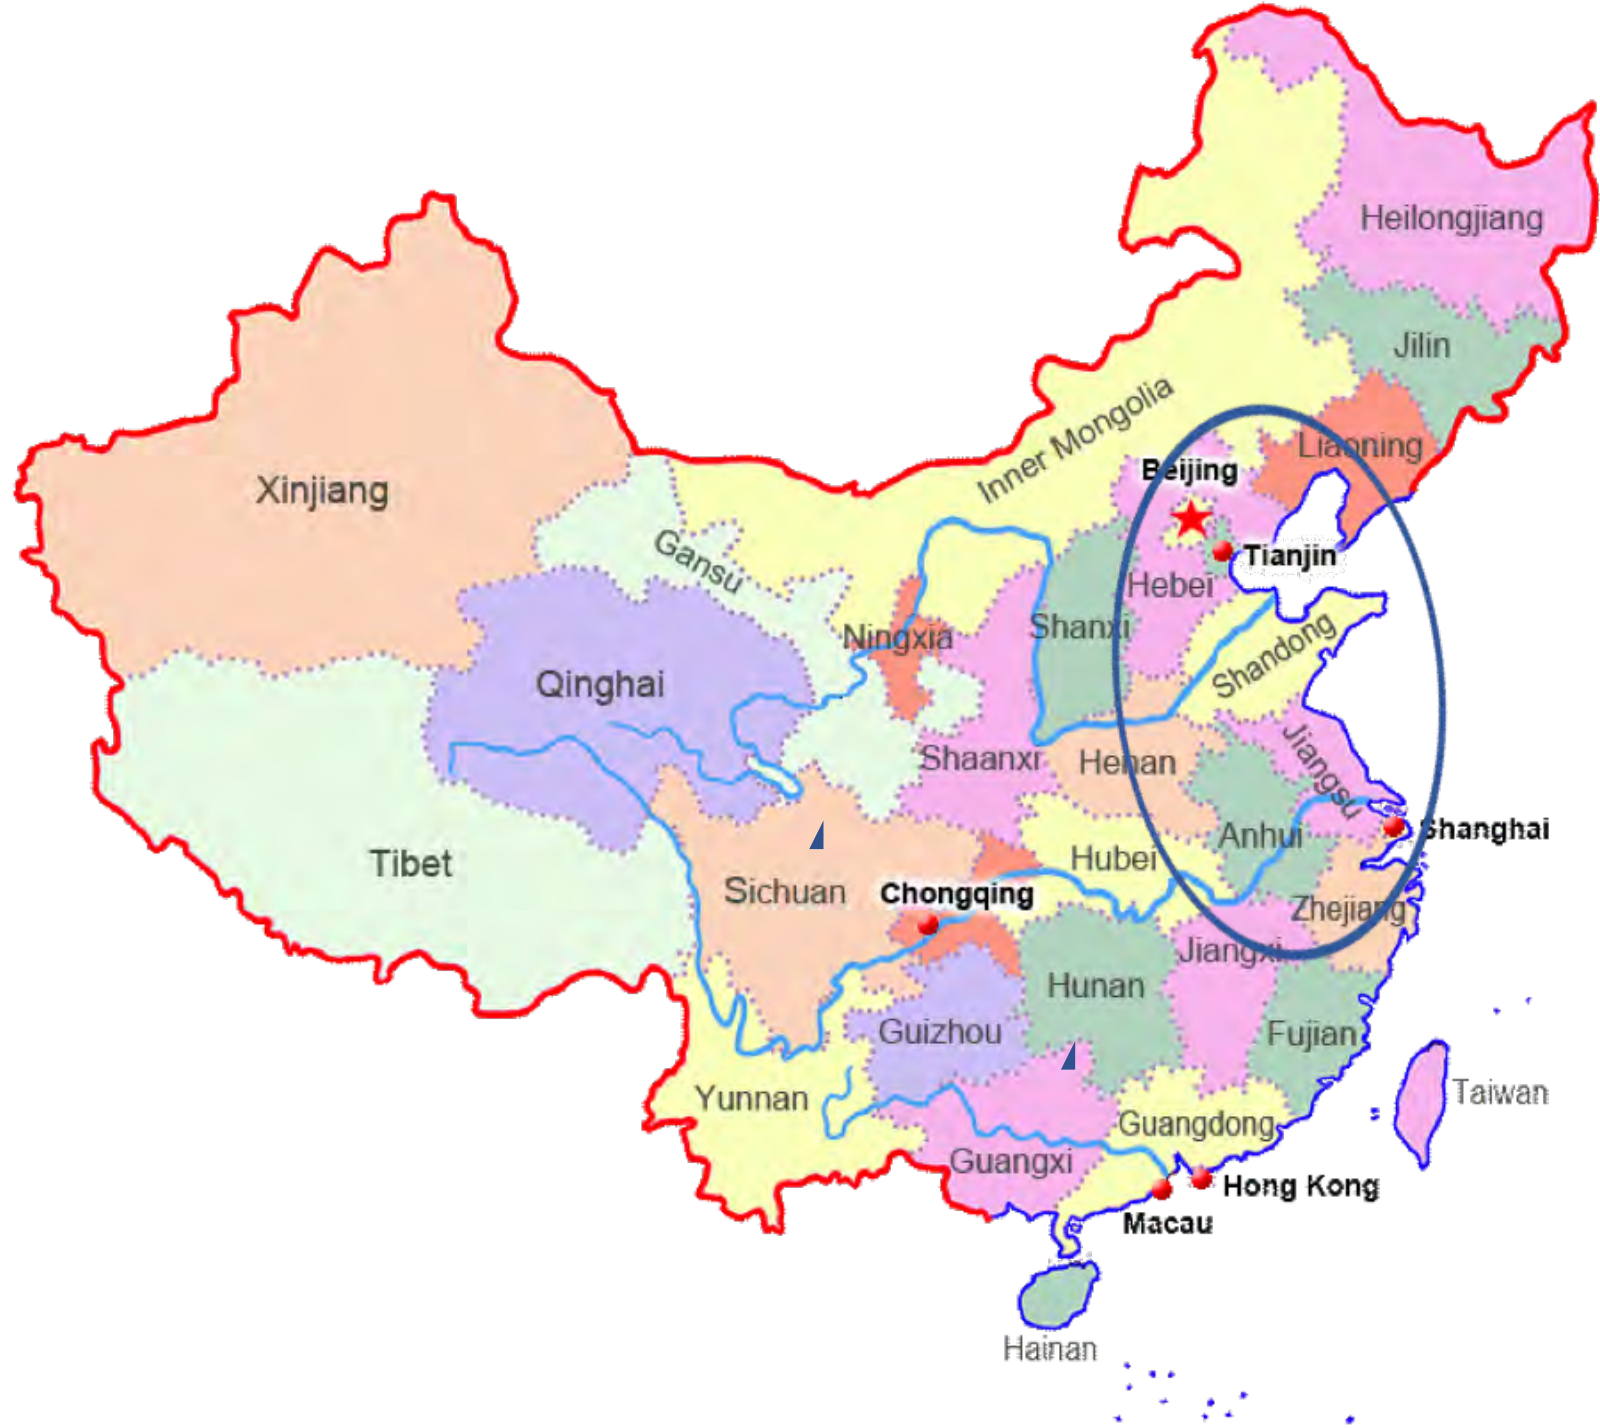 Heilongjiang
Jilin
Inner Mongolia
Liaoning
Beijing
Xinjiang
Gansu
Tianjin
Hebei
Ningxia
Shanxi
Shandong
Qinghai
Shaanxi
Henan
Jiangsu
Shanghai
Anhui
Tibet
Hubei
Sichuan
Chongqing
Zhejiang
Jiangxi
Hunan
Guizhou
Fujian
Yunnan
Taiwan
Guangdong
Guangxi
Hong Kong
Macau
Hainan